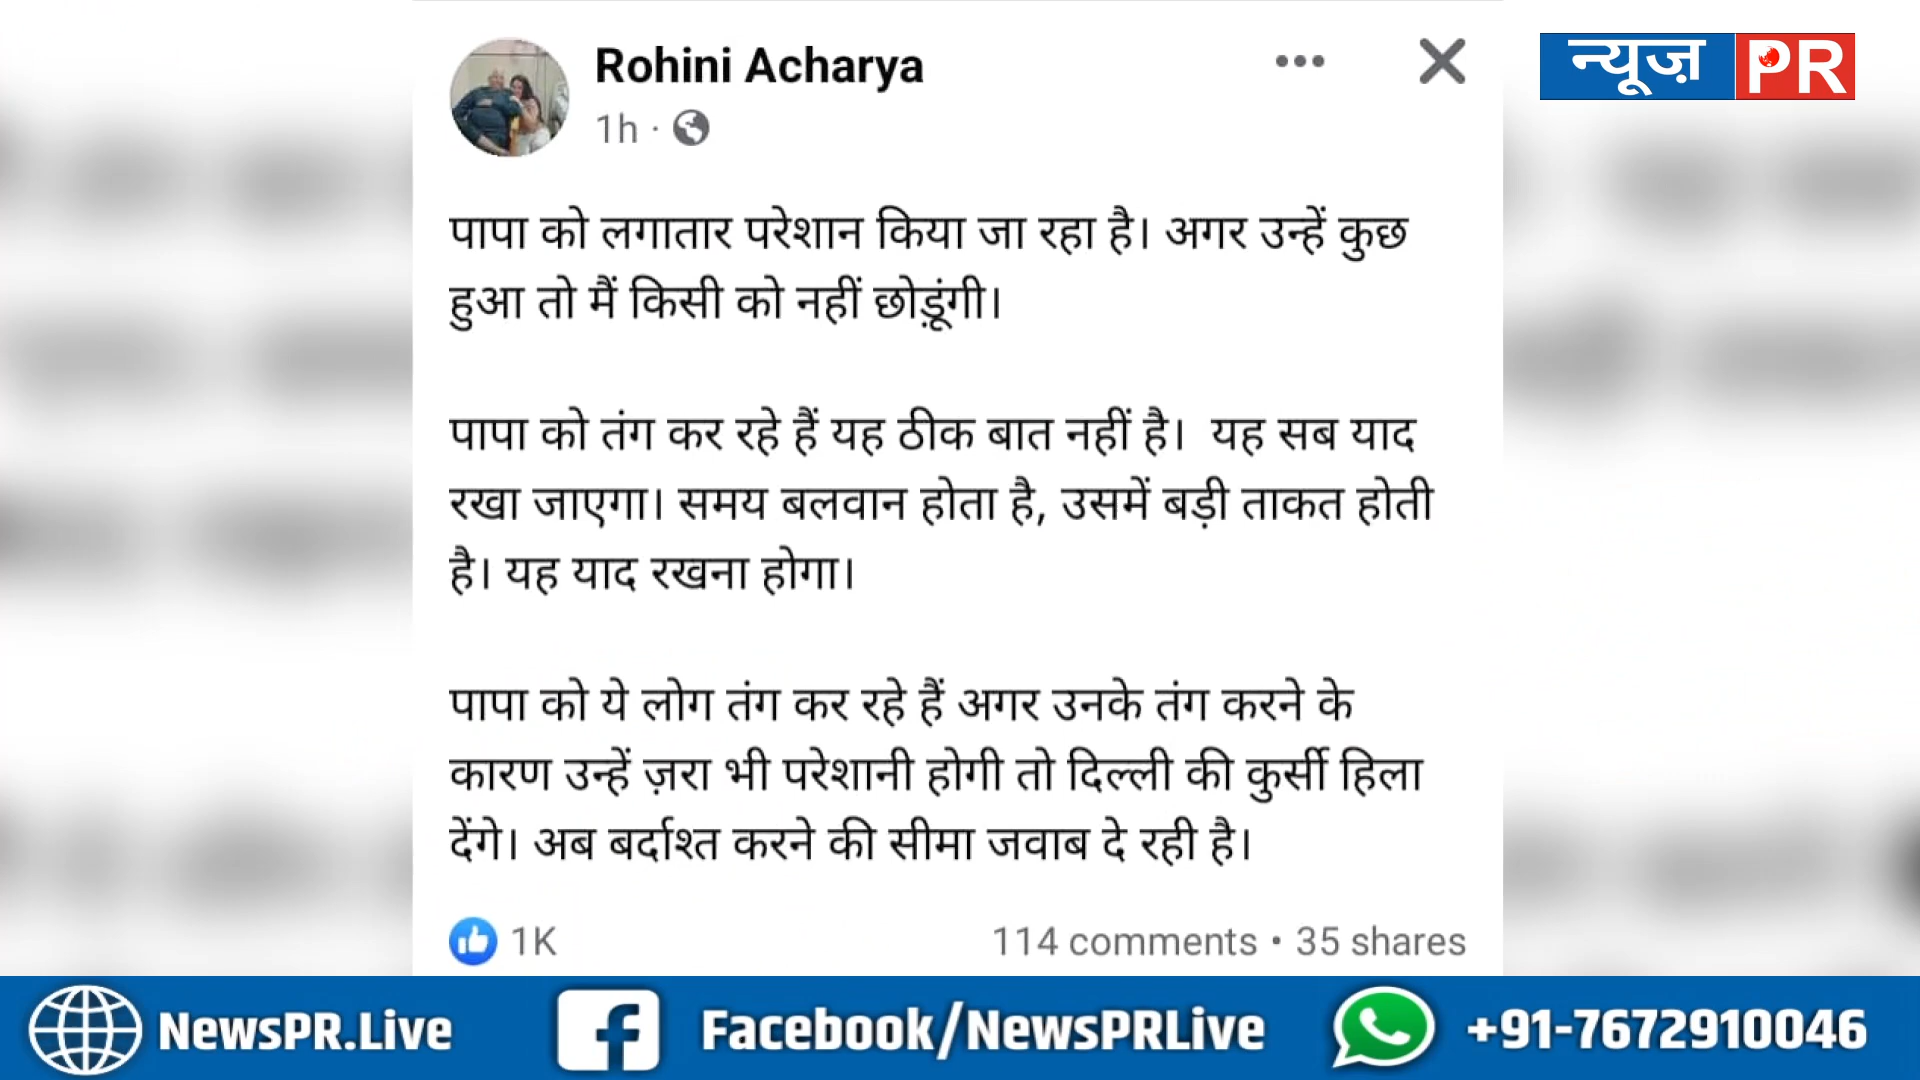 Rohini Acharya
1h ·
न्यूज़ PR
पापा को लगातार परेशान किया जा रहा है। अगर उन्हें कुछ
हुआ तो मैं किसी को नहीं छोड़ूंगी।
पापा को तंग कर रहे हैं यह ठीक बात नहीं है। यह सब याद
रखा जाएगा। समय बलवान होता है, उसमें बड़ी ताकत होती
है। यह याद रखना होगा।
पापा को ये लोग तंग कर रहे हैं अगर उनके तंग करने के
कारण उन्हें ज़रा भी परेशानी होगी तो दिल्ली की कुर्सी हिला
देंगे। अब बर्दाश्त करने की सीमा जवाब दे रही है।
1K
114 comments • 35 shares
NewsPR.Live
Facebook/NewsPRLive
+91-7672910046